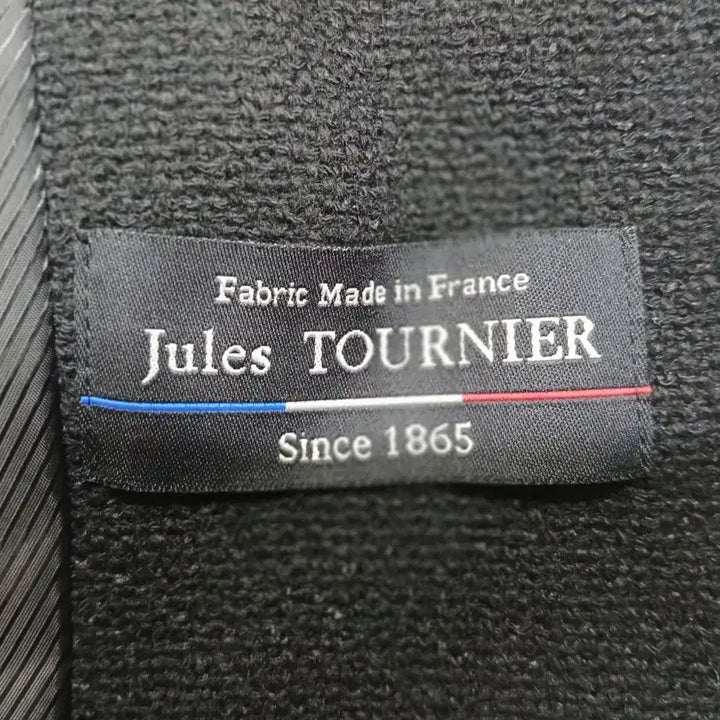 Fabric Made in France
Jules TOURNIER
Since 1865